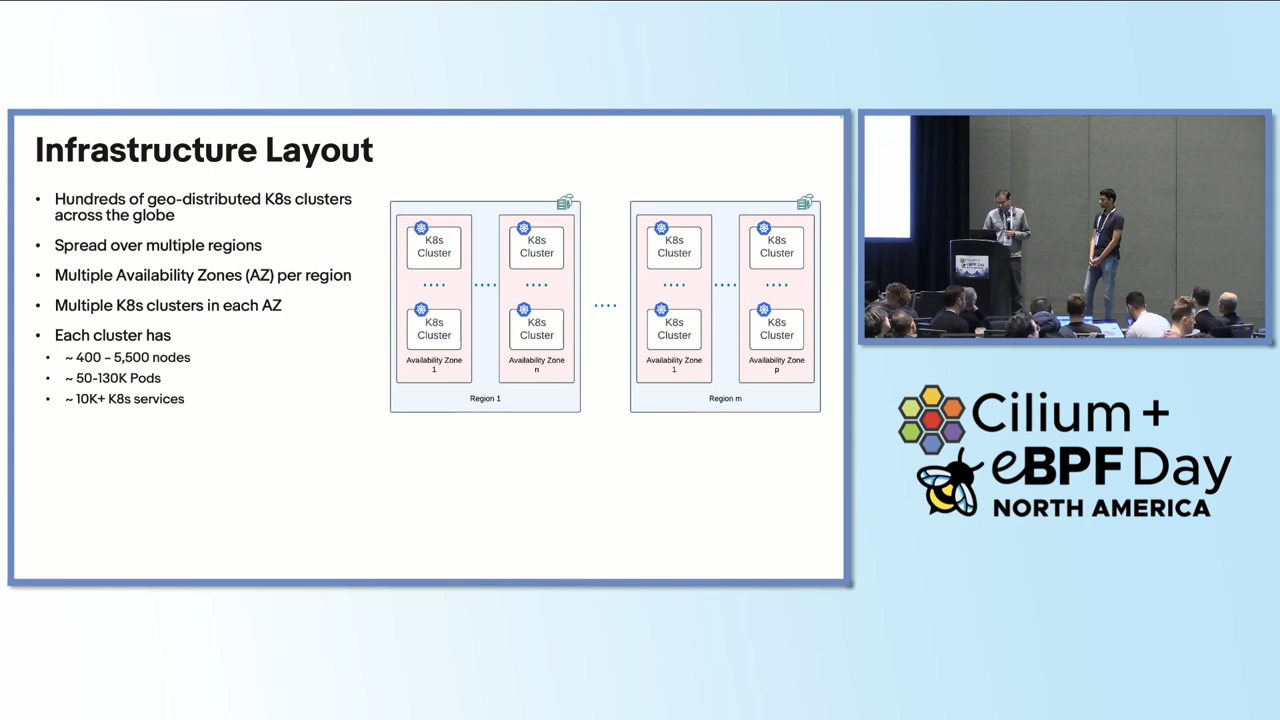 Infrastructure Layout
• Hundreds of geo-distributed K8s clusters
across the globe
• Spread over multiple regions
• Multiple Availability Zones (AZ) per region
• Multiple K8s clusters in each AZ
• Each cluster has
• ~ 400 – 5,500 nodes
• ~ 50-130K Pods
• ~ 10K+ K8s services
K8s
Cluster
K8s
Cluster
Availability Zone
1
K8s
Cluster
K8s
Cluster
Availability Zone
n
Region 1
K8s
Cluster
K8s
Cluster
Availability Zone
1
K8s
Cluster
K8s
Cluster
Availability Zone
p
Region m
Cilium +
eBPF Day
NORTH AMERICA
Cilium +
eBPF Day